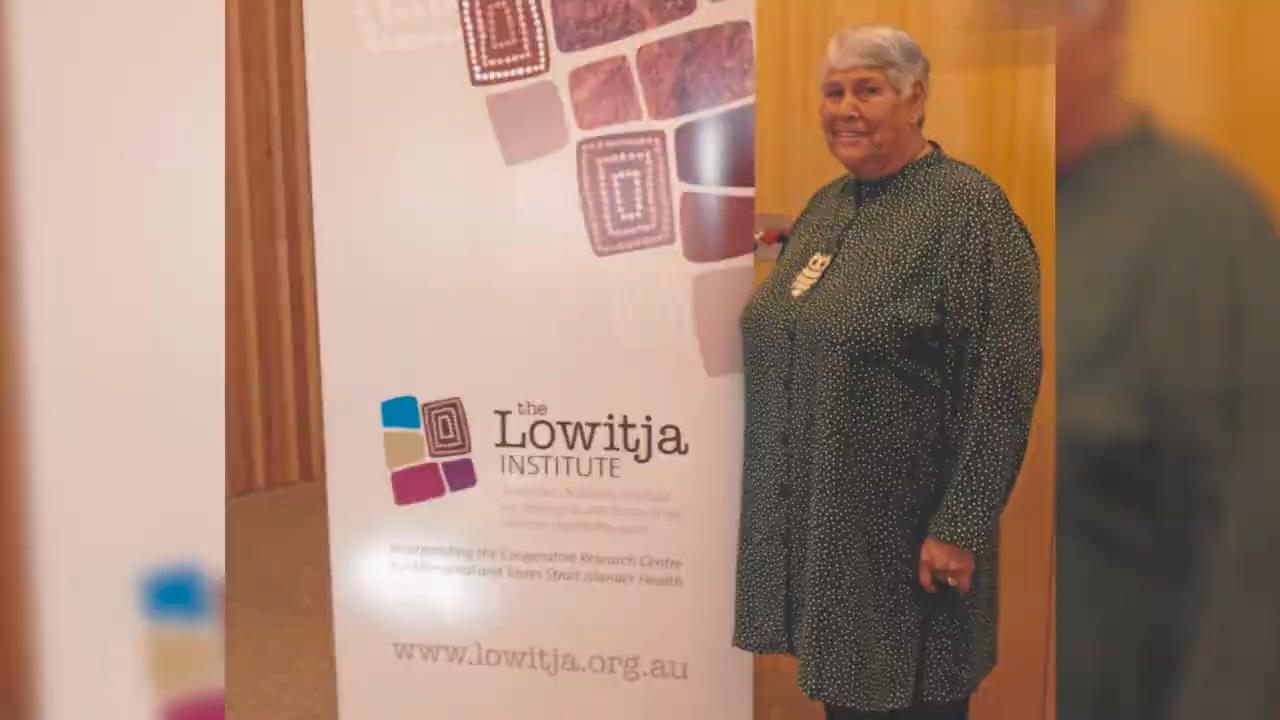 the
Lowitja
INSTITUTE
Incorporating the Cooperative Research Centre
for Aboriginal and Torres Strait Islander Health
www.lowitja.org.au